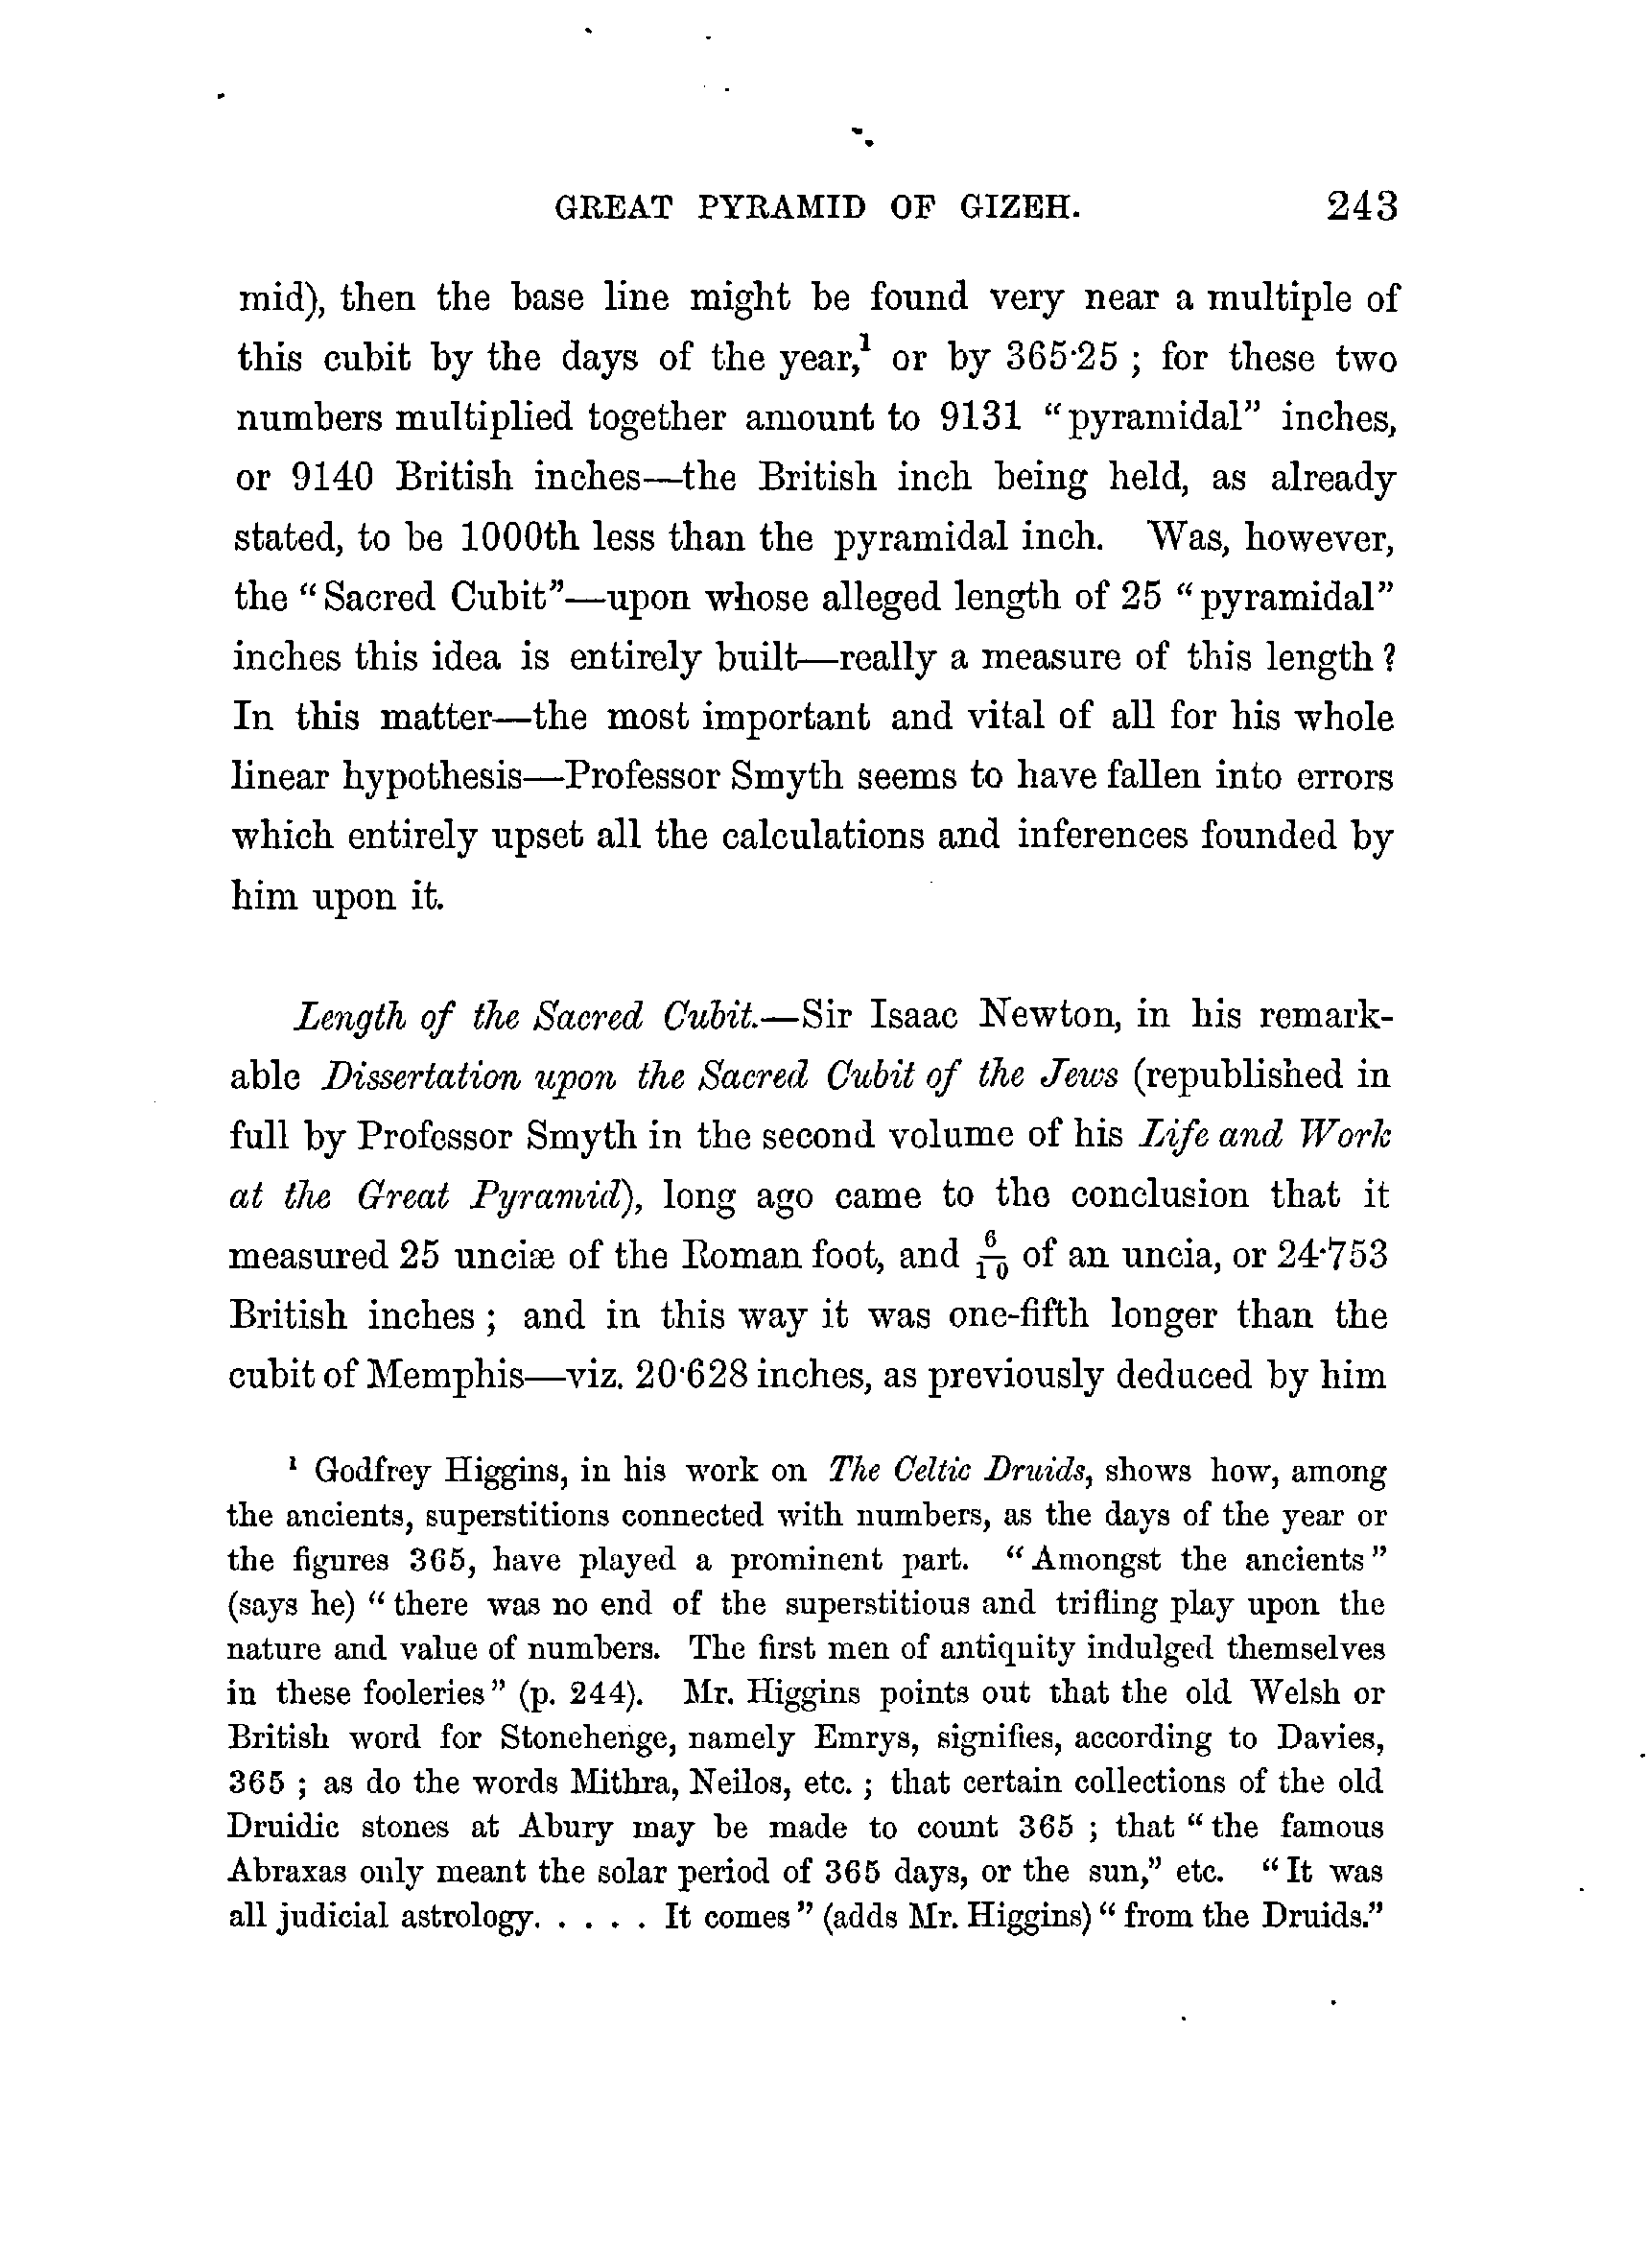 GREAT PYRAMID OF GIZEH. 243
mid), then the base line might be found very near a multiple of
this cubit by the days of the year,¹ or by 365·25 ; for these two
numbers multiplied together amount to 9131 “pyramidal” inches,
or 9140 British inches—the British inch being held, as already
stated, to be 1000th less than the pyramidal inch. Was, however,
the “Sacred Cubit”—upon whose alleged length of 25 “pyramidal”
inches this idea is entirely built—really a measure of this length ?
In this matter—the most important and vital of all for his whole
linear hypothesis—Professor Smyth seems to have fallen into errors
which entirely upset all the calculations and inferences founded by
him upon it.
Length of the Sacred Cubit.—Sir Isaac Newton, in his remark-
able Dissertation upon the Sacred Cubit of the Jews (republished in
full by Professor Smyth in the second volume of his Life and Work
at the Great Pyramid), long ago came to the conclusion that it
measured 25 unciæ of the Roman foot, and 6/10 of an uncia, or 24·753
British inches ; and in this way it was one-fifth longer than the
cubit of Memphis—viz. 20·628 inches, as previously deduced by him
¹ Godfrey Higgins, in his work on The Celtic Druids, shows how, among
the ancients, superstitions connected with numbers, as the days of the year or
the figures 365, have played a prominent part. “Amongst the ancients”
(says he) “there was no end of the superstitious and trifling play upon the
nature and value of numbers. The first men of antiquity indulged themselves
in these fooleries” (p. 244). Mr. Higgins points out that the old Welsh or
British word for Stonehenge, namely Emrys, signifies, according to Davies,
365 ; as do the words Mithra, Neilos, etc. ; that certain collections of the old
Druidic stones at Abury may be made to count 365 ; that “the famous
Abraxas only meant the solar period of 365 days, or the sun,” etc. “It was
all judicial astrology. . . . . It comes” (adds Mr. Higgins) “from the Druids.”